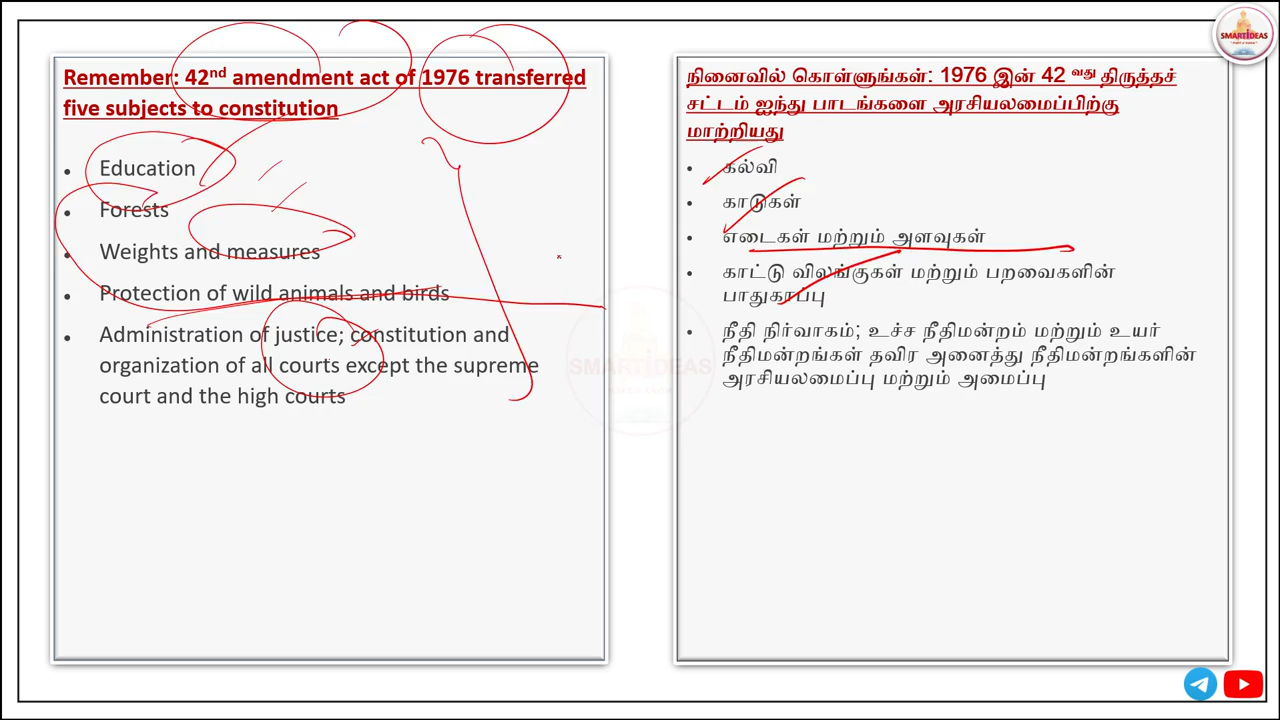 SMARTIDEAS
Remember: 42nd amendment act of 1976 transferred
five subjects to constitution
• Education
• Forests
• Weights and measures
• Protection of wild animals and birds
• Administration of justice; constitution and
organization of all courts except the supreme
court and the high courts
நினைவில் கொள்ளுங்கள்: 1976 இன் 42 வது திருத்தச்
சட்டம் ஐந்து பாடங்களை அரசியலமைப்பிற்கு
மாற்றியது
• கல்வி
• காடுகள்
• எடைகள் மற்றும் அளவுகள்
• காட்டு விலங்குகள் மற்றும் பறவைகளின்
பாதுகாப்பு
• நீதி நிர்வாகம்; உச்ச நீதிமன்றம் மற்றும் உயர்
நீதிமன்றங்கள் தவிர அனைத்து நீதிமன்றங்களின்
அரசியலமைப்பு மற்றும் அமைப்பு
SMARTIDEAS